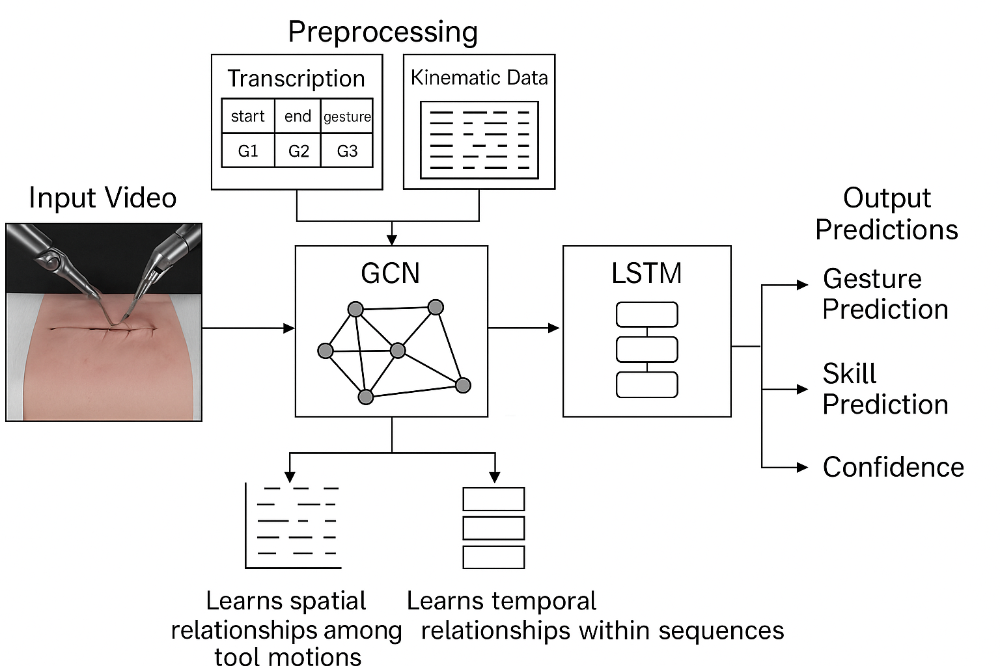 Preprocessing
Transcription
start end gesture
G1 G2 G3
Kinematic Data
Input Video
GCN
LSTM
Output
Predictions
Gesture
Prediction
Skill
Prediction
Confidence
Learns spatial
relationships among
tool motions
Learns temporal
relationships within sequences